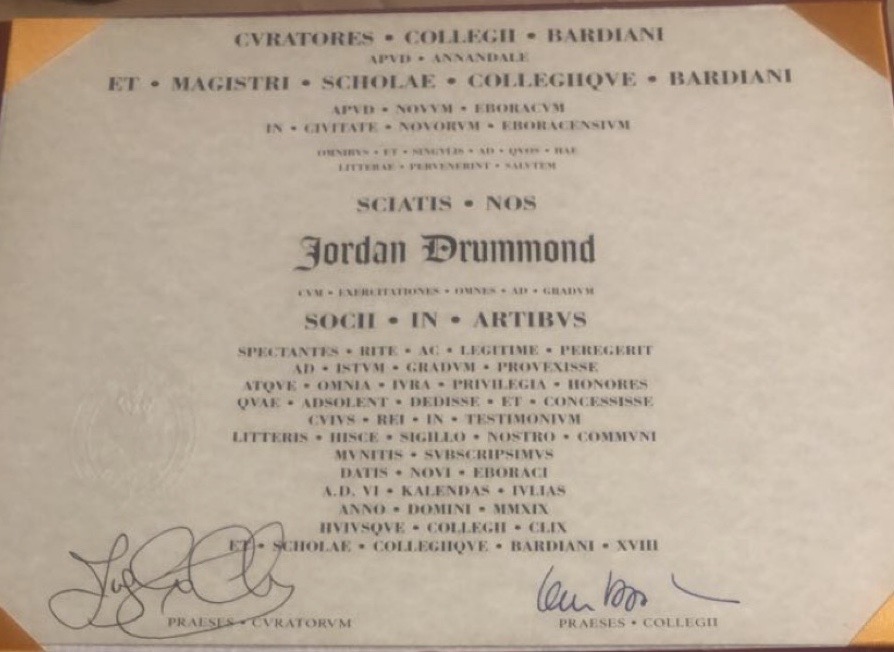 CVRATORES • COLLEGII • BARDIANI
APVD • ANNANDALE
ET • MAGISTRI • SCHOLAE • COLLEGIIQVE • BARDIANI
APVD • NOVVM • EBORACVM
IN • CIVITATE • NOVORVM • EBORACENSIVM
OMNIBVS • ET • SINGVLIS • AD • QVOS • HAE
LITTERAE • PERVENERINT • SALVTEM
SCIATIS • NOS
Jordan Drummond
CVM • EXERCITATIONES • OMNES • AD • GRADVM
SOCII • IN • ARTIBVS
SPECTANTES • RITE • AC • LEGITIME • PEREGERIT
AD • ISTVM • GRADVM • PROVEXISSE
ATQVE • OMNIA • IVRA • PRIVILEGIA • HONORES
QVAE • ADSOLENT • DEDISSE • ET • CONCESSISSE
CVIVS • REI • IN • TESTIMONIVM
LITTERIS • HISCE • SIGILLO • NOSTRO • COMMVNI
MVNITIS • SVBSCRIPSIMVS
DATIS • NOVI • EBORACI
A.D. VI • KALENDAS • IVLIAS
ANNO • DOMINI • MMXIX
HVIVSQVE • COLLEGII • CLIX
ET • SCHOLAE • COLLEGIIQVE • BARDIANI • XVIII
PRAESES • CVRATORVM
PRAESES • COLLEGII